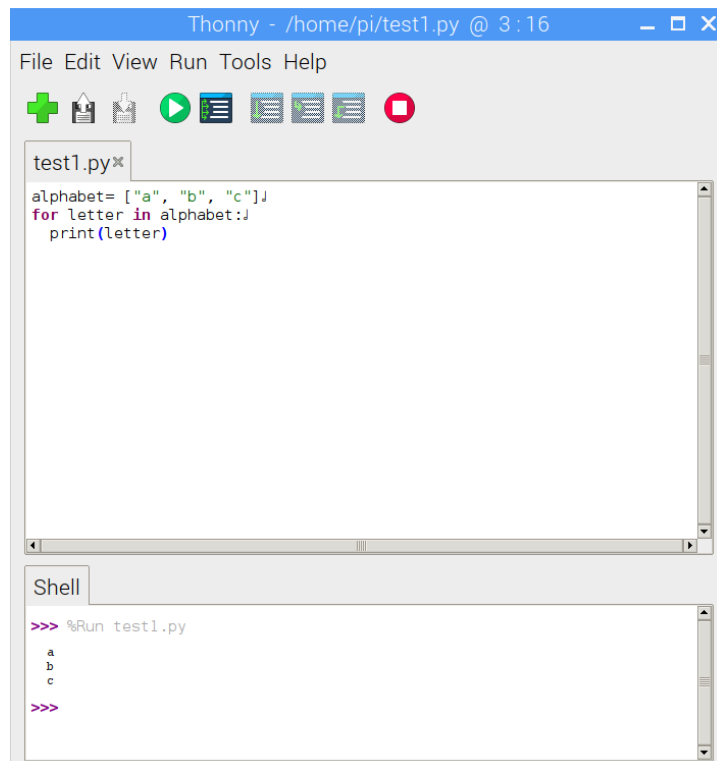 Thonny - /home/pi/test1.py @ 3:16
File Edit View Run Tools Help
test1.py
alphabet= ["a", "b", "c"]
for letter in alphabet:
  print(letter)
Shell
>>> %Run test1.py
a
b
c
>>>